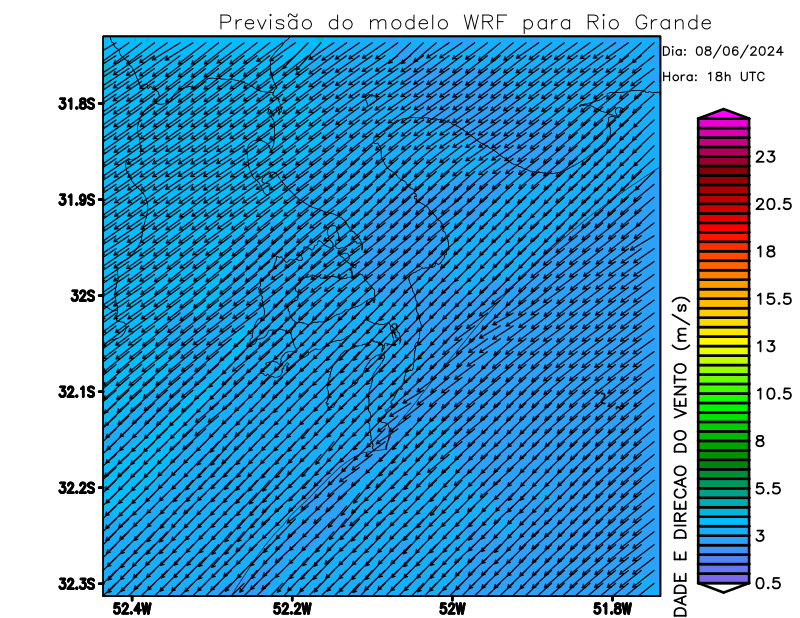 Previsão do modelo WRF para Rio Grande
Dia: 08/06/2024
Hora: 18h UTC
31.8S
31.9S
32S
32.1S
32.2S
32.3S
52.4W
52.2W
52W
51.8W
23
20.5
18
15.5
13
10.5
8
5.5
3
0.5
DADE E DIRECAO DO VENTO (m/s)